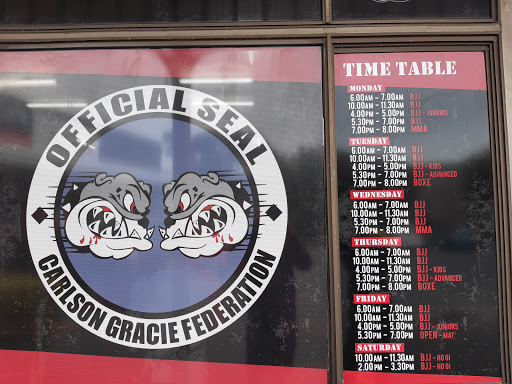 OFFICIAL SEAL
CARLSON GRACIE FEDERATION
TIME TABLE
MONDAY
6.00AM - 7.00AM BJJ
10.00AM - 11.30AM BJJ
4.00PM - 5.00PM BJJ - JUNIORS
5.30PM - 7.00PM BJJ
7.00PM - 8.00PM MMA
TUESDAY
6.00AM - 7.00AM BJJ
10.00AM - 11.30AM BJJ
4.00PM - 5.00PM BJJ - KIDS
5.30PM - 7.00PM BJJ - ADVANCED
7.00PM - 8.00PM BOXE
WEDNESDAY
6.00AM - 7.00AM BJJ
10.00AM - 11.30AM BJJ
5.30PM - 7.00PM BJJ
7.00PM - 8.00PM MMA
THURSDAY
6.00AM - 7.00AM BJJ
10.00AM - 11.30AM BJJ
4.00PM - 5.00PM BJJ - KIDS
5.30PM - 7.00PM BJJ - ADVANCED
7.00PM - 8.00PM BOXE
FRIDAY
6.00AM - 7.00AM BJJ
10.00AM - 11.30AM BJJ
4.00PM - 5.00PM BJJ - JUNIORS
5.30PM - 7.00PM OPEN - MAT
SATURDAY
10.00AM - 11.30AM BJJ - NO GI
2.00PM - 3.30PM BJJ - NO GI